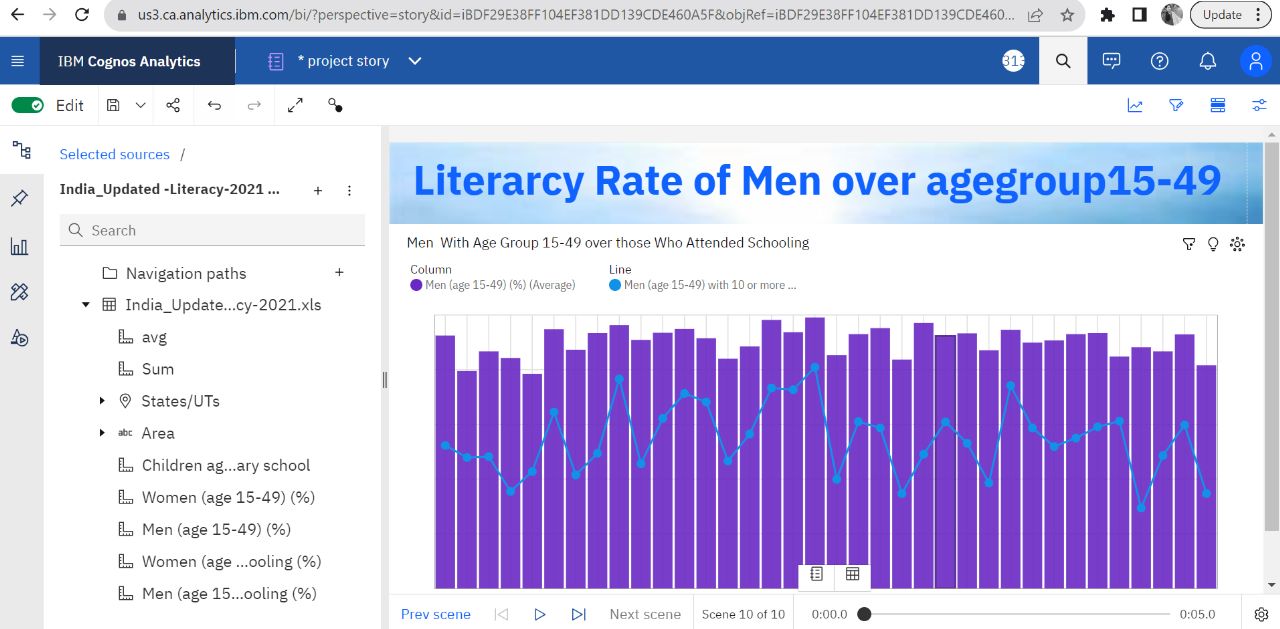 us3.ca.analytics.ibm.com/bi/?perspective=story&id=iBDF29E38FF104EF381DD139CDE460A5F&objRef=iBDF29E38FF104EF381DD139CDE460...
Update
IBM Cognos Analytics
* project story
313
Edit
Selected sources /
India_Updated -Literacy-2021 ...
Search
Navigation paths
India_Update...cy-2021.xls
avg
Sum
States/UTs
abc Area
Children ag...ary school
Women (age 15-49) (%)
Men (age 15-49) (%)
Women (age ...ooling (%)
Men (age 15...ooling (%)
Literarcy Rate of Men over agegroup15-49
Men With Age Group 15-49 over those Who Attended Schooling
Column
Men (age 15-49) (%) (Average)
Line
Men (age 15-49) with 10 or more ...
Prev scene
Next scene
Scene 10 of 10
0:00.0
0:05.0